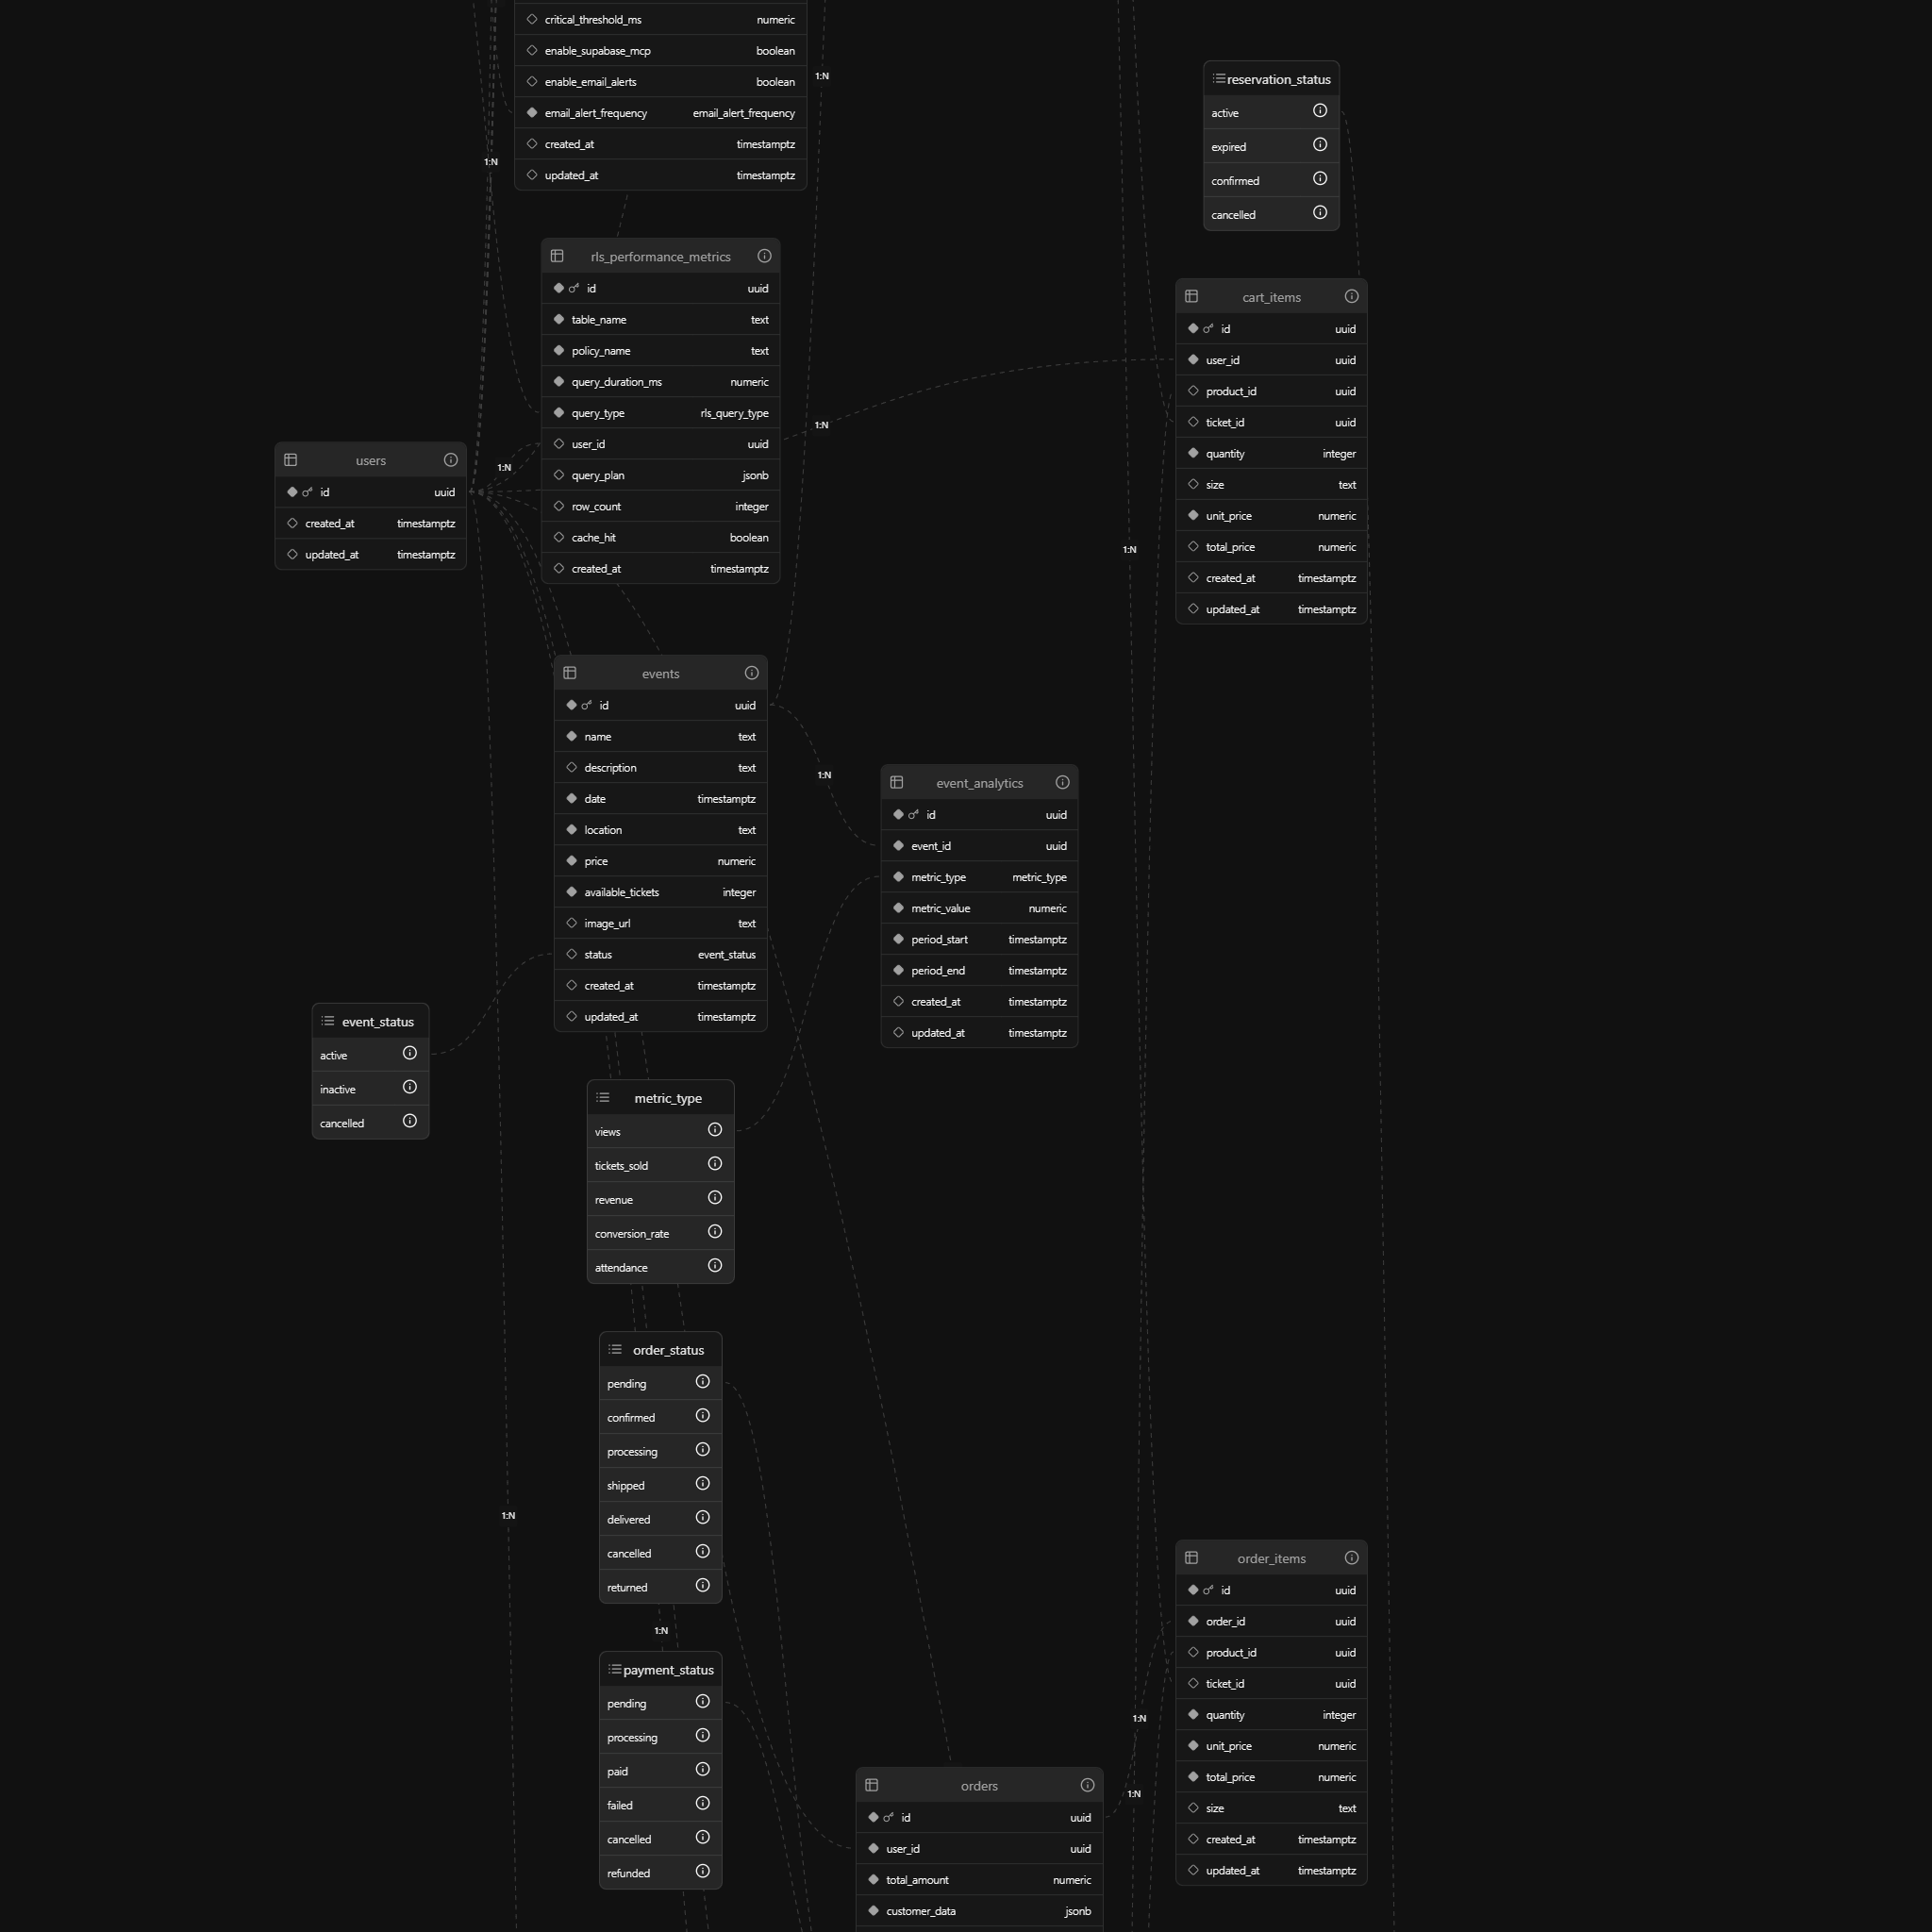 critical_threshold_ms numeric
enable_supabase_mcp boolean
enable_email_alerts boolean
email_alert_frequency email_alert_frequency
created_at timestamptz
updated_at timestamptz
1:N
1:N
reservation_status
active
expired
confirmed
cancelled
rls_performance_metrics
id uuid
table_name text
policy_name text
query_duration_ms numeric
query_type rls_query_type
user_id uuid
query_plan jsonb
row_count integer
cache_hit boolean
created_at timestamptz
cart_items
id uuid
user_id uuid
product_id uuid
ticket_id uuid
quantity integer
size text
unit_price numeric
total_price numeric
created_at timestamptz
updated_at timestamptz
1:N
1:N
1:N
users
id uuid
created_at timestamptz
updated_at timestamptz
events
id uuid
name text
description text
date timestamptz
location text
price numeric
available_tickets integer
image_url text
status event_status
created_at timestamptz
updated_at timestamptz
1:N
event_analytics
id uuid
event_id uuid
metric_type metric_type
metric_value numeric
period_start timestamptz
period_end timestamptz
created_at timestamptz
updated_at timestamptz
event_status
active
inactive
cancelled
metric_type
views
tickets_sold
revenue
conversion_rate
attendance
order_status
pending
confirmed
processing
shipped
delivered
cancelled
returned
1:N
1:N
payment_status
pending
processing
paid
failed
cancelled
refunded
order_items
id uuid
order_id uuid
product_id uuid
ticket_id uuid
quantity integer
unit_price numeric
total_price numeric
size text
created_at timestamptz
updated_at timestamptz
1:N
1:N
orders
id uuid
user_id uuid
total_amount numeric
customer_data jsonb